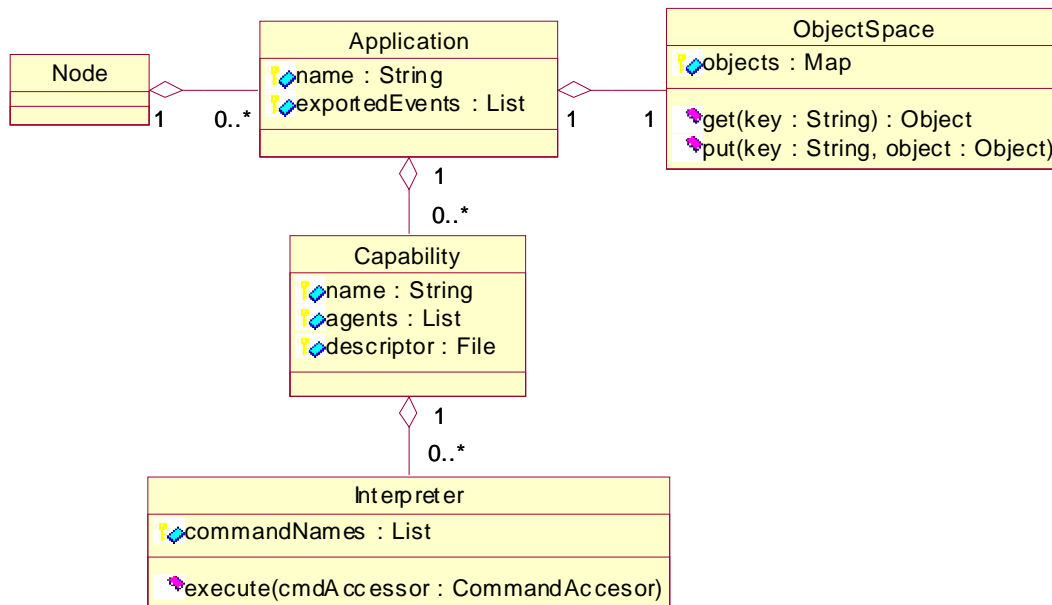 Node
1
0..*
Application
name : String
exportedEvents : List
1
1
ObjectSpace
objects : Map
get(key : String) : Object
put(key : String, object : Object)
1
0..*
Capability
name : String
agents : List
descriptor : File
1
0..*
Interpreter
commandNames : List
execute(cmdAccessor : CommandAccesor)